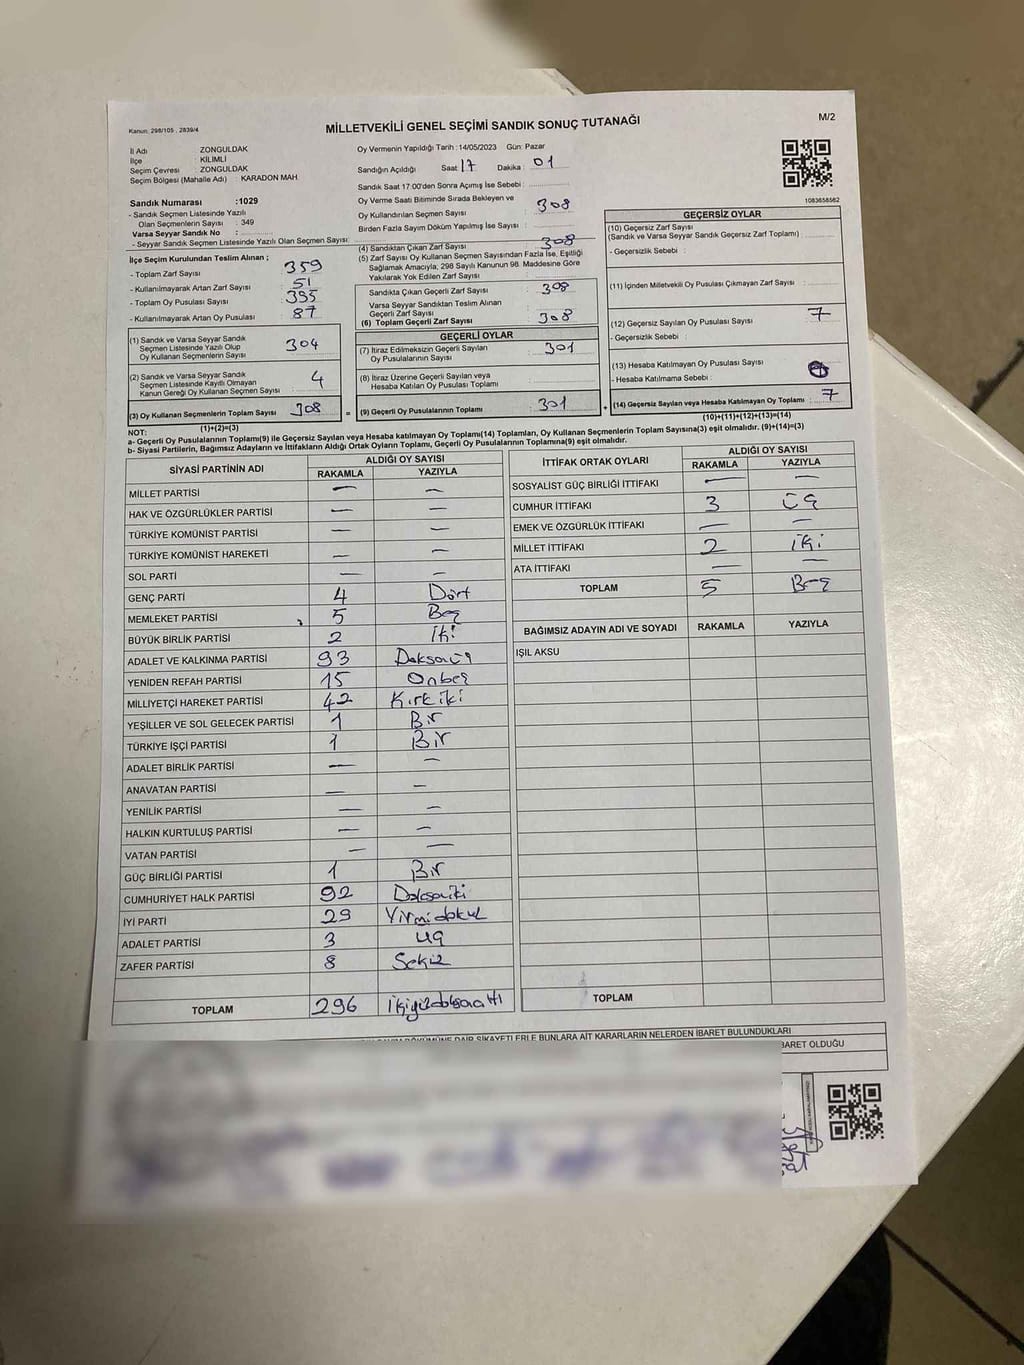 Kanun: 298/105 , 2839/4
MİLLETVEKİLİ GENEL SEÇİMİ SANDIK SONUÇ TUTANAĞI
M/2
İl Adı ZONGULDAK
İlçe : KİLİMLİ
Seçim Çevresi ZONGULDAK
Seçim Bölgesi (Mahalle Adı) : KARADON MAH.
Oy Vermenin Yapıldığı Tarih :14/05/2023 Gün: Pazar
Sandığın Açıldığı Saat 17 Dakika : 01
Sandık Saat 17:00'den Sonra Açımış İse Sebebi :
Sandık Numarası :1029
- Sandık Seçmen Listesinde Yazılı
Olan Seçmenlerin Sayısı : 349
Varsa Seyyar Sandık No :
- Seyyar Sandık Seçmen Listesinde Yazılı Olan Seçmen Sayısı:
Oy Verme Saati Bitiminde Sırada Bekleyen ve
Oy Kullandırılan Seçmen Sayısı 308
Birden Fazla Sayım Döküm Yapılmış İse Sayısı :
1083658562
İlçe Seçim Kurulundan Teslim Alınan ;
- Toplam Zarf Sayısı 359
- Kullanılmayarak Artan Zarf Sayısı 51
- Toplam Oy Pusulası Sayısı 395
- Kullanılmayarak Artan Oy Pusulası 87
(4) Sandıktan Çıkan Zarf Sayısı 308
(5) Zarf Sayısı Oy Kullanan Seçmen Sayısından Fazla İse, Eşitliği
Sağlamak Amacıyla, 298 Sayılı Kanunun 98. Maddesine Göre
Yakılarak Yok Edilen Zarf Sayısı :
Sandıkta Çıkan Geçerli Zarf Sayısı : 308
Varsa Seyyar Sandıktan Teslim Alınan
Geçerli Zarf Sayısı
(6) Toplam Geçerli Zarf Sayısı : 308
GEÇERSİZ OYLAR
(10) Geçersiz Zarf Sayısı
(Sandık ve Varsa Seyyar Sandık Geçersiz Zarf Toplamı)
- Geçersizlik Sebebi :
(11) İçinden Milletvekili Oy Pusulası Çıkmayan Zarf Sayısı :
(12) Geçersiz Sayılan Oy Pusulası Sayısı 7
- Geçersizlik Sebebi :
(13) Hesaba Katılmayan Oy Pusulası Sayısı
- Hesaba Katılmama Sebebi :
(14) Geçersiz Sayılan veya Hesaba Katılmayan Oy Toplamı : 7
(10)+(11)+(12)+(13)=(14)
(1) Sandık ve Varsa Seyyar Sandık
Seçmen Listesinde Yazılı Olup
Oy Kullanan Seçmenlerin Sayısı 304
(2) Sandık ve Varsa Seyyar Sandık
Seçmen Listesinde Kayıtlı Olmayan
Kanun Gereği Oy Kullanan Seçmen Sayısı 4
(3) Oy Kullanan Seçmenlerin Toplam Sayısı 308
(1)+(2)=(3)
GEÇERLİ OYLAR
(7) İtiraz Edilmeksizin Geçerli Sayılan
Oy Pusulalarının Sayısı : 301
(8) İtiraz Üzerine Geçerli Sayılan veya
Hesaba Katılan Oy Pusulası Toplamı
=
(9) Geçerli Oy Pusulalarının Toplamı : 301
+
NOT:
a- Geçerli Oy Pusulalarının Toplamı(9) ile Geçersiz Sayılan veya Hesaba katılmayan Oy Toplamı(14) Toplamları, Oy Kullanan Seçmenlerin Toplam Sayısına(3) eşit olmalıdır. (9)+(14)=(3)
b- Siyasi Partilerin, Bağımsız Adayların ve İttifakların Aldığı Ortak Oyların Toplamı, Geçerli Oy Pusulalarının Toplamına(9) eşit olmalıdır.
SİYASİ PARTİNİN ADI ALDIĞI OY SAYISI
RAKAMLA YAZIYLA
MİLLET PARTİSİ — —
HAK VE ÖZGÜRLÜKLER PARTİSİ — —
TÜRKİYE KOMÜNİST PARTİSİ — —
TÜRKİYE KOMÜNİST HAREKETİ — —
SOL PARTİ — —
GENÇ PARTİ 4 Dört
MEMLEKET PARTİSİ 5 Beş
BÜYÜK BİRLİK PARTİSİ 2 İki
ADALET VE KALKINMA PARTİSİ 93 Doksanüç
YENİDEN REFAH PARTİSİ 15 Onbeş
MİLLİYETÇİ HAREKET PARTİSİ 42 Kırkiki
YEŞİLLER VE SOL GELECEK PARTİSİ 1 Bir
TÜRKİYE İŞÇİ PARTİSİ 1 Bir
ADALET BİRLİK PARTİSİ — —
ANAVATAN PARTİSİ — —
YENİLİK PARTİSİ — —
HALKIN KURTULUŞ PARTİSİ — —
VATAN PARTİSİ — —
GÜÇ BİRLİĞİ PARTİSİ 1 Bir
CUMHURİYET HALK PARTİSİ 92 Doksaniki
İYİ PARTİ 29 Yirmidokuz
ADALET PARTİSİ 3 Üç
ZAFER PARTİSİ 8 Sekiz
TOPLAM 296 İkiyüzdoksanaltı
İTTİFAK ORTAK OYLARI ALDIĞI OY SAYISI
RAKAMLA YAZIYLA
SOSYALİST GÜÇ BİRLİĞİ İTTİFAKI — —
CUMHUR İTTİFAKI 3 Üç
EMEK VE ÖZGÜRLÜK İTTİFAKI — —
MİLLET İTTİFAKI 2 İki
ATA İTTİFAKI — —
TOPLAM 5 Beş
BAĞIMSIZ ADAYIN ADI VE SOYADI RAKAMLA YAZIYLA
IŞIL AKSU
TOPLAM
DÖKÜMÜNE DAİR ŞİKAYETLERLE BUNLARA AİT KARARLARIN NELERDEN İBARET BULUNDUKLARI
BARET OLDUĞU